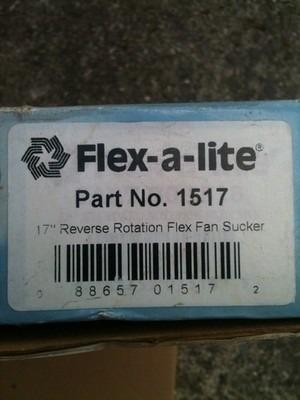 Flex-a-lite®
Part No. 1517
17" Reverse Rotation Flex Fan Sucker
0 88657 01517 2